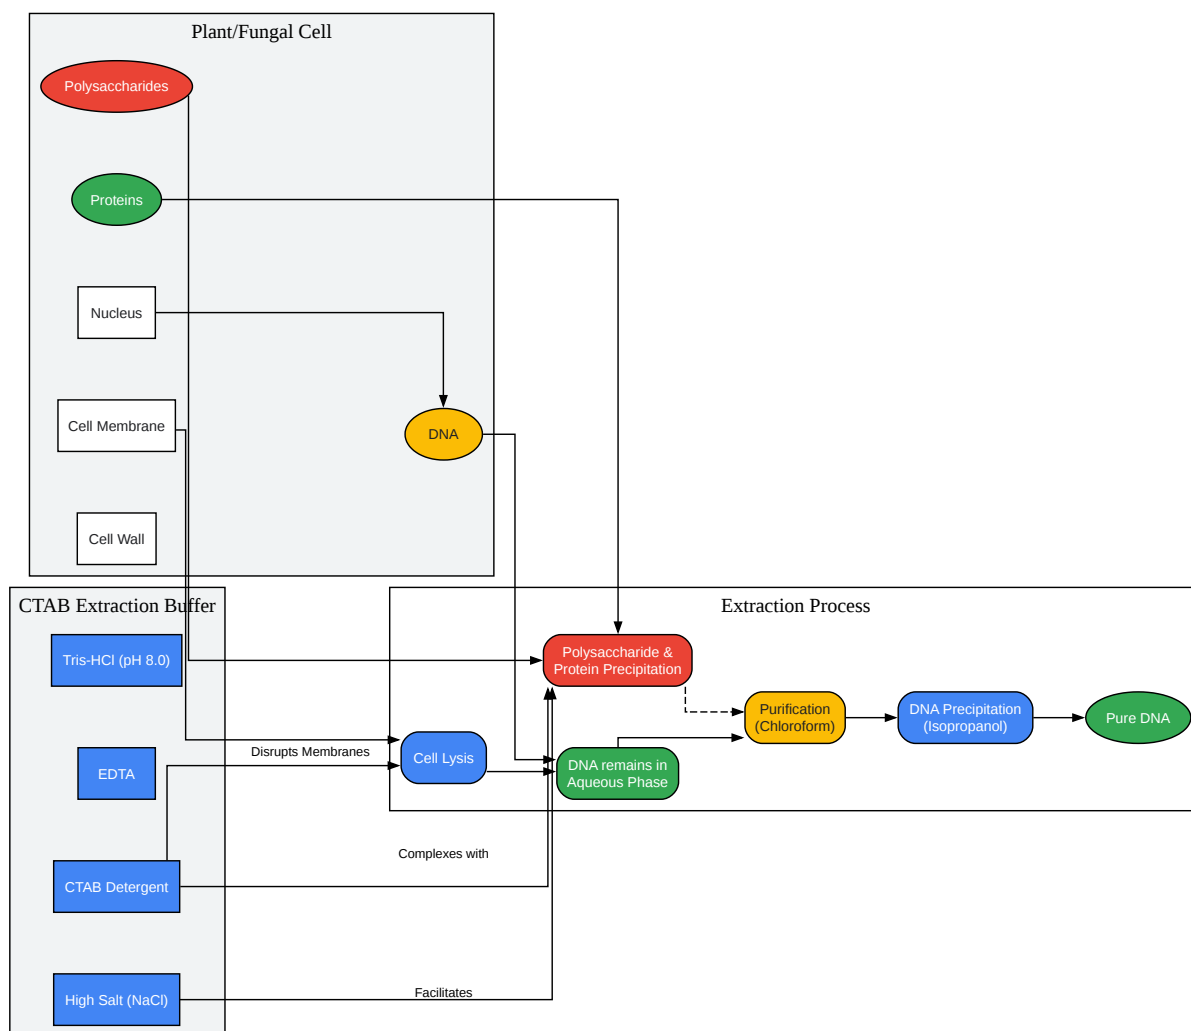 Plant/Fungal Cell
Polysaccharides
Proteins
Nucleus
Cell Membrane
DNA
Cell Wall
CTAB Extraction Buffer
Extraction Process
Tris-HCl (pH 8.0)
Polysaccharide &
Protein Precipitation
Purification
(Chloroform)
DNA Precipitation
(Isopropanol)
Pure DNA
Disrupts Membranes
Cell Lysis
DNA remains in
Aqueous Phase
EDTA
Complexes with
CTAB Detergent
Facilitates
High Salt (NaCl)